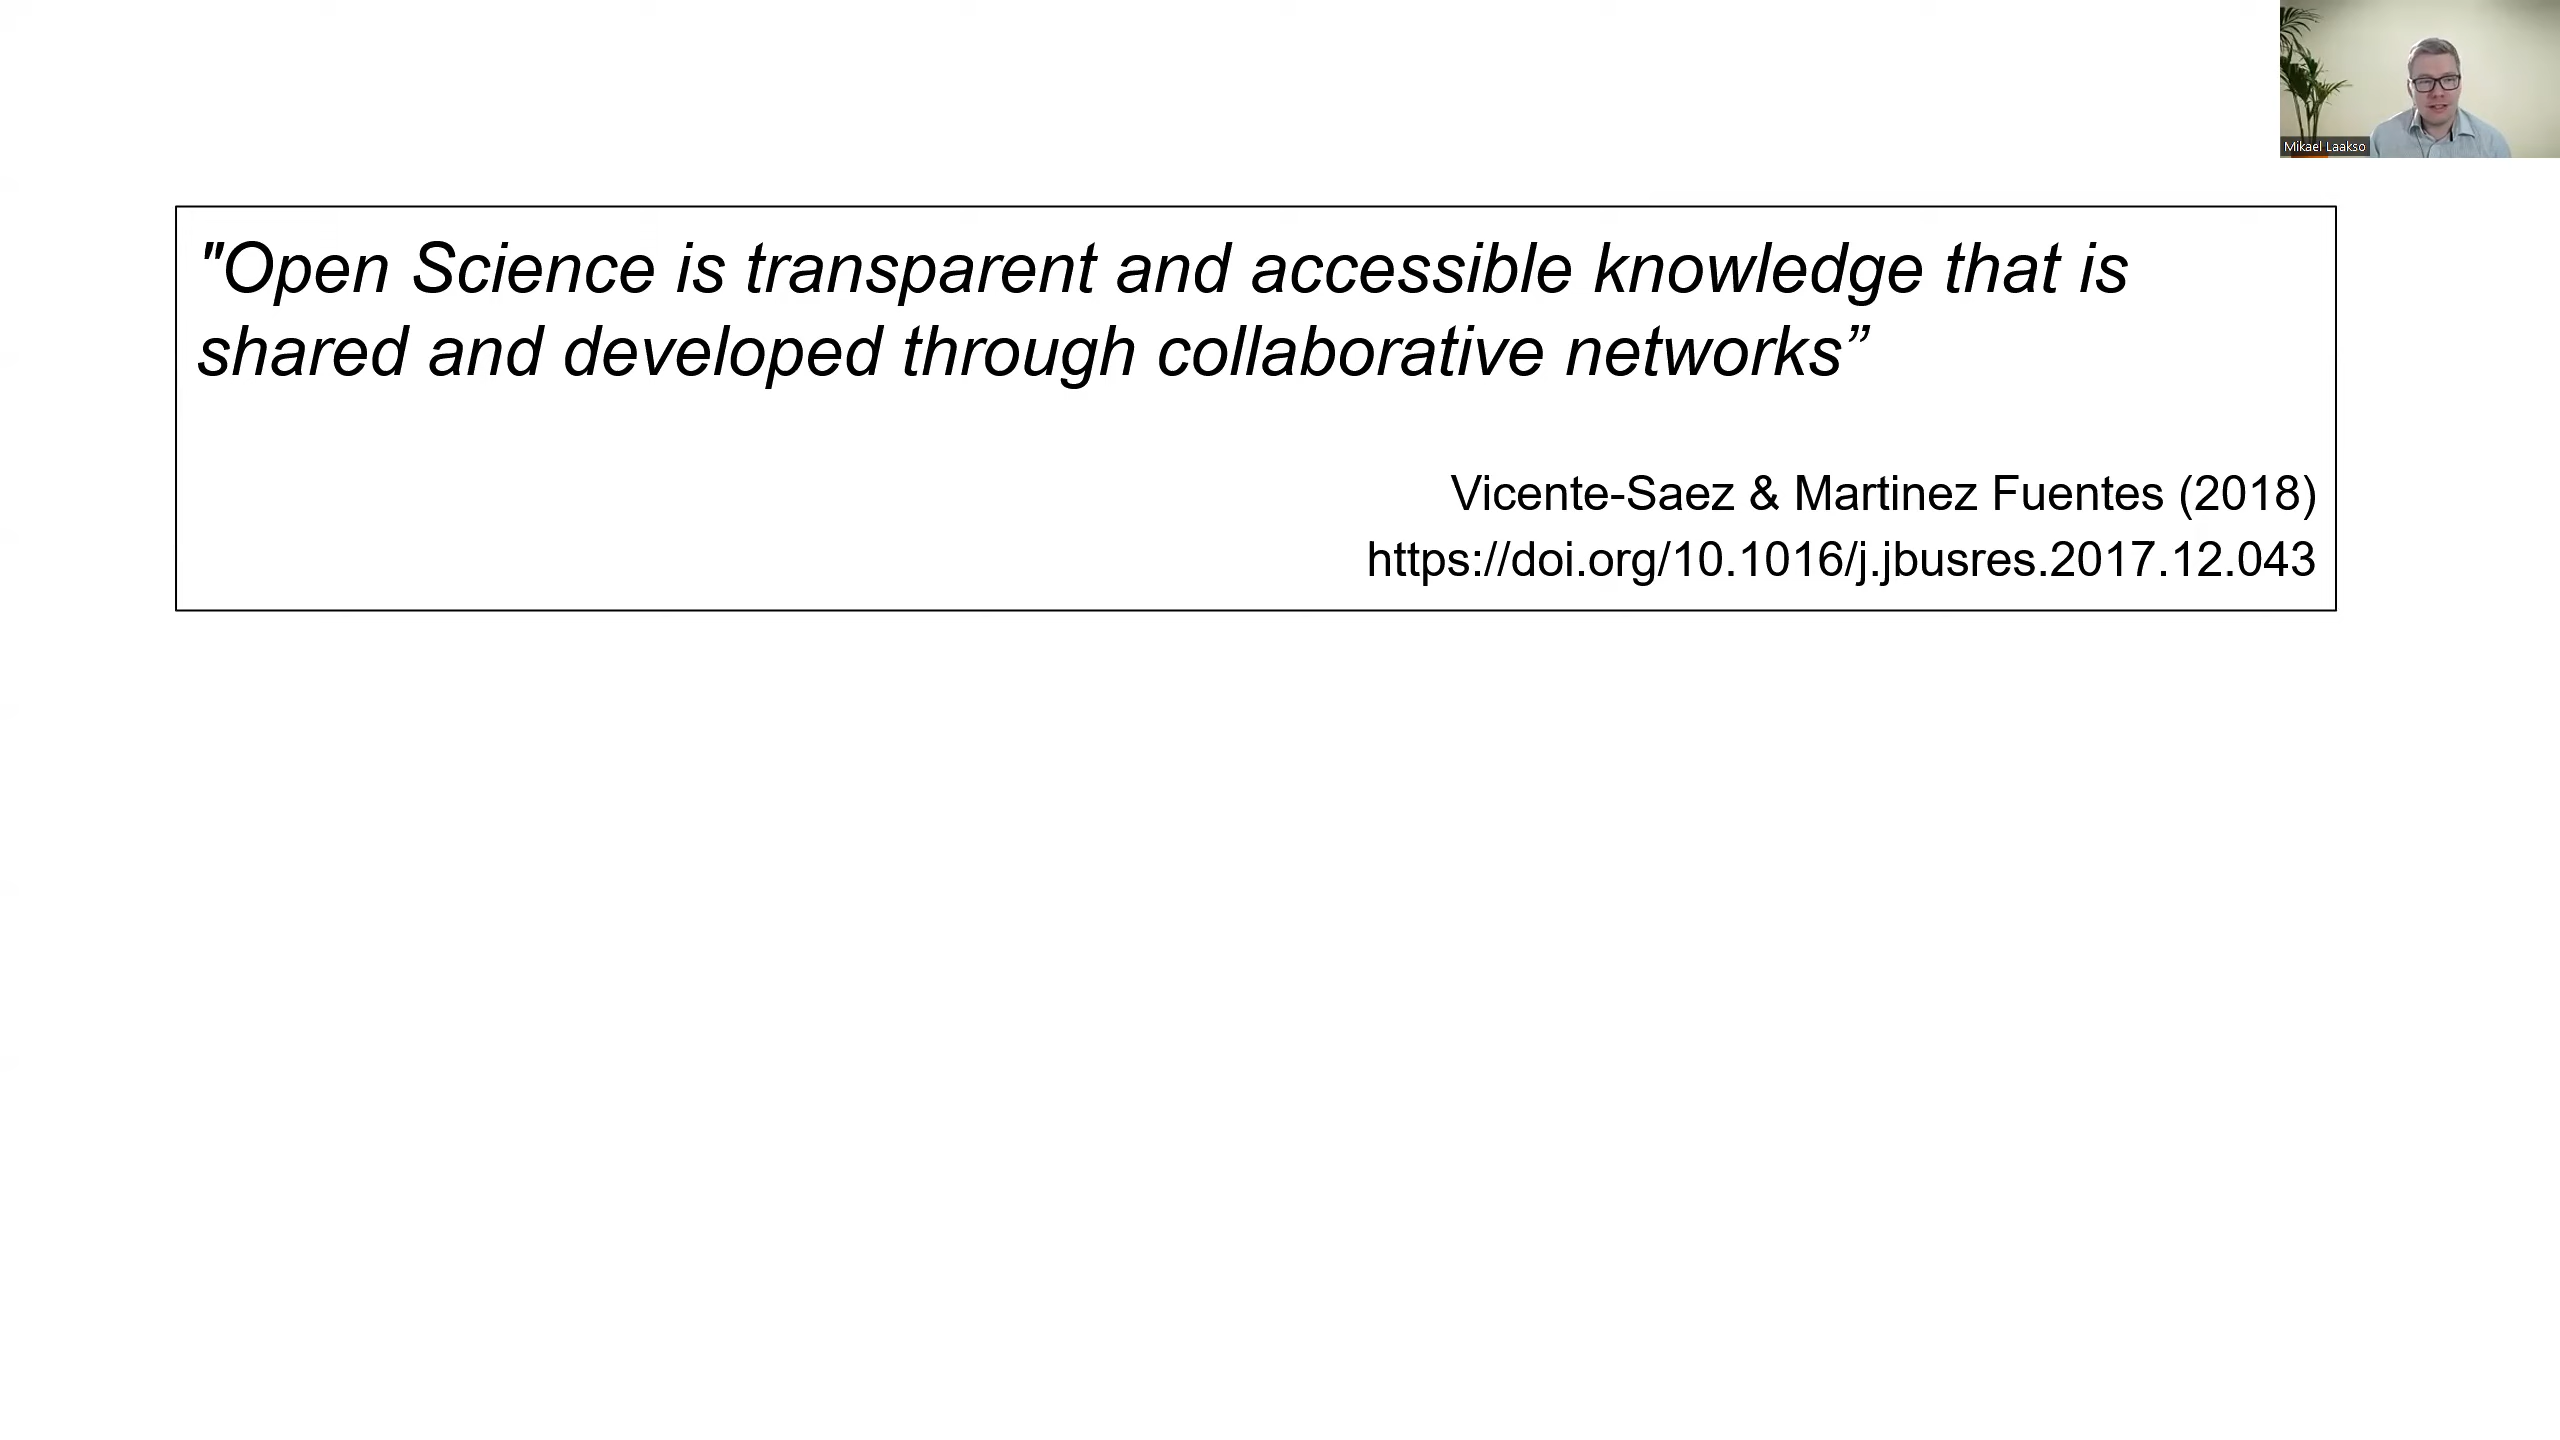 "Open Science is transparent and accessible knowledge that is
shared and developed through collaborative networks”
Vicente-Saez & Martinez Fuentes (2018)
https://doi.org/10.1016/j.jbusres.2017.12.043
Mikael Laakso